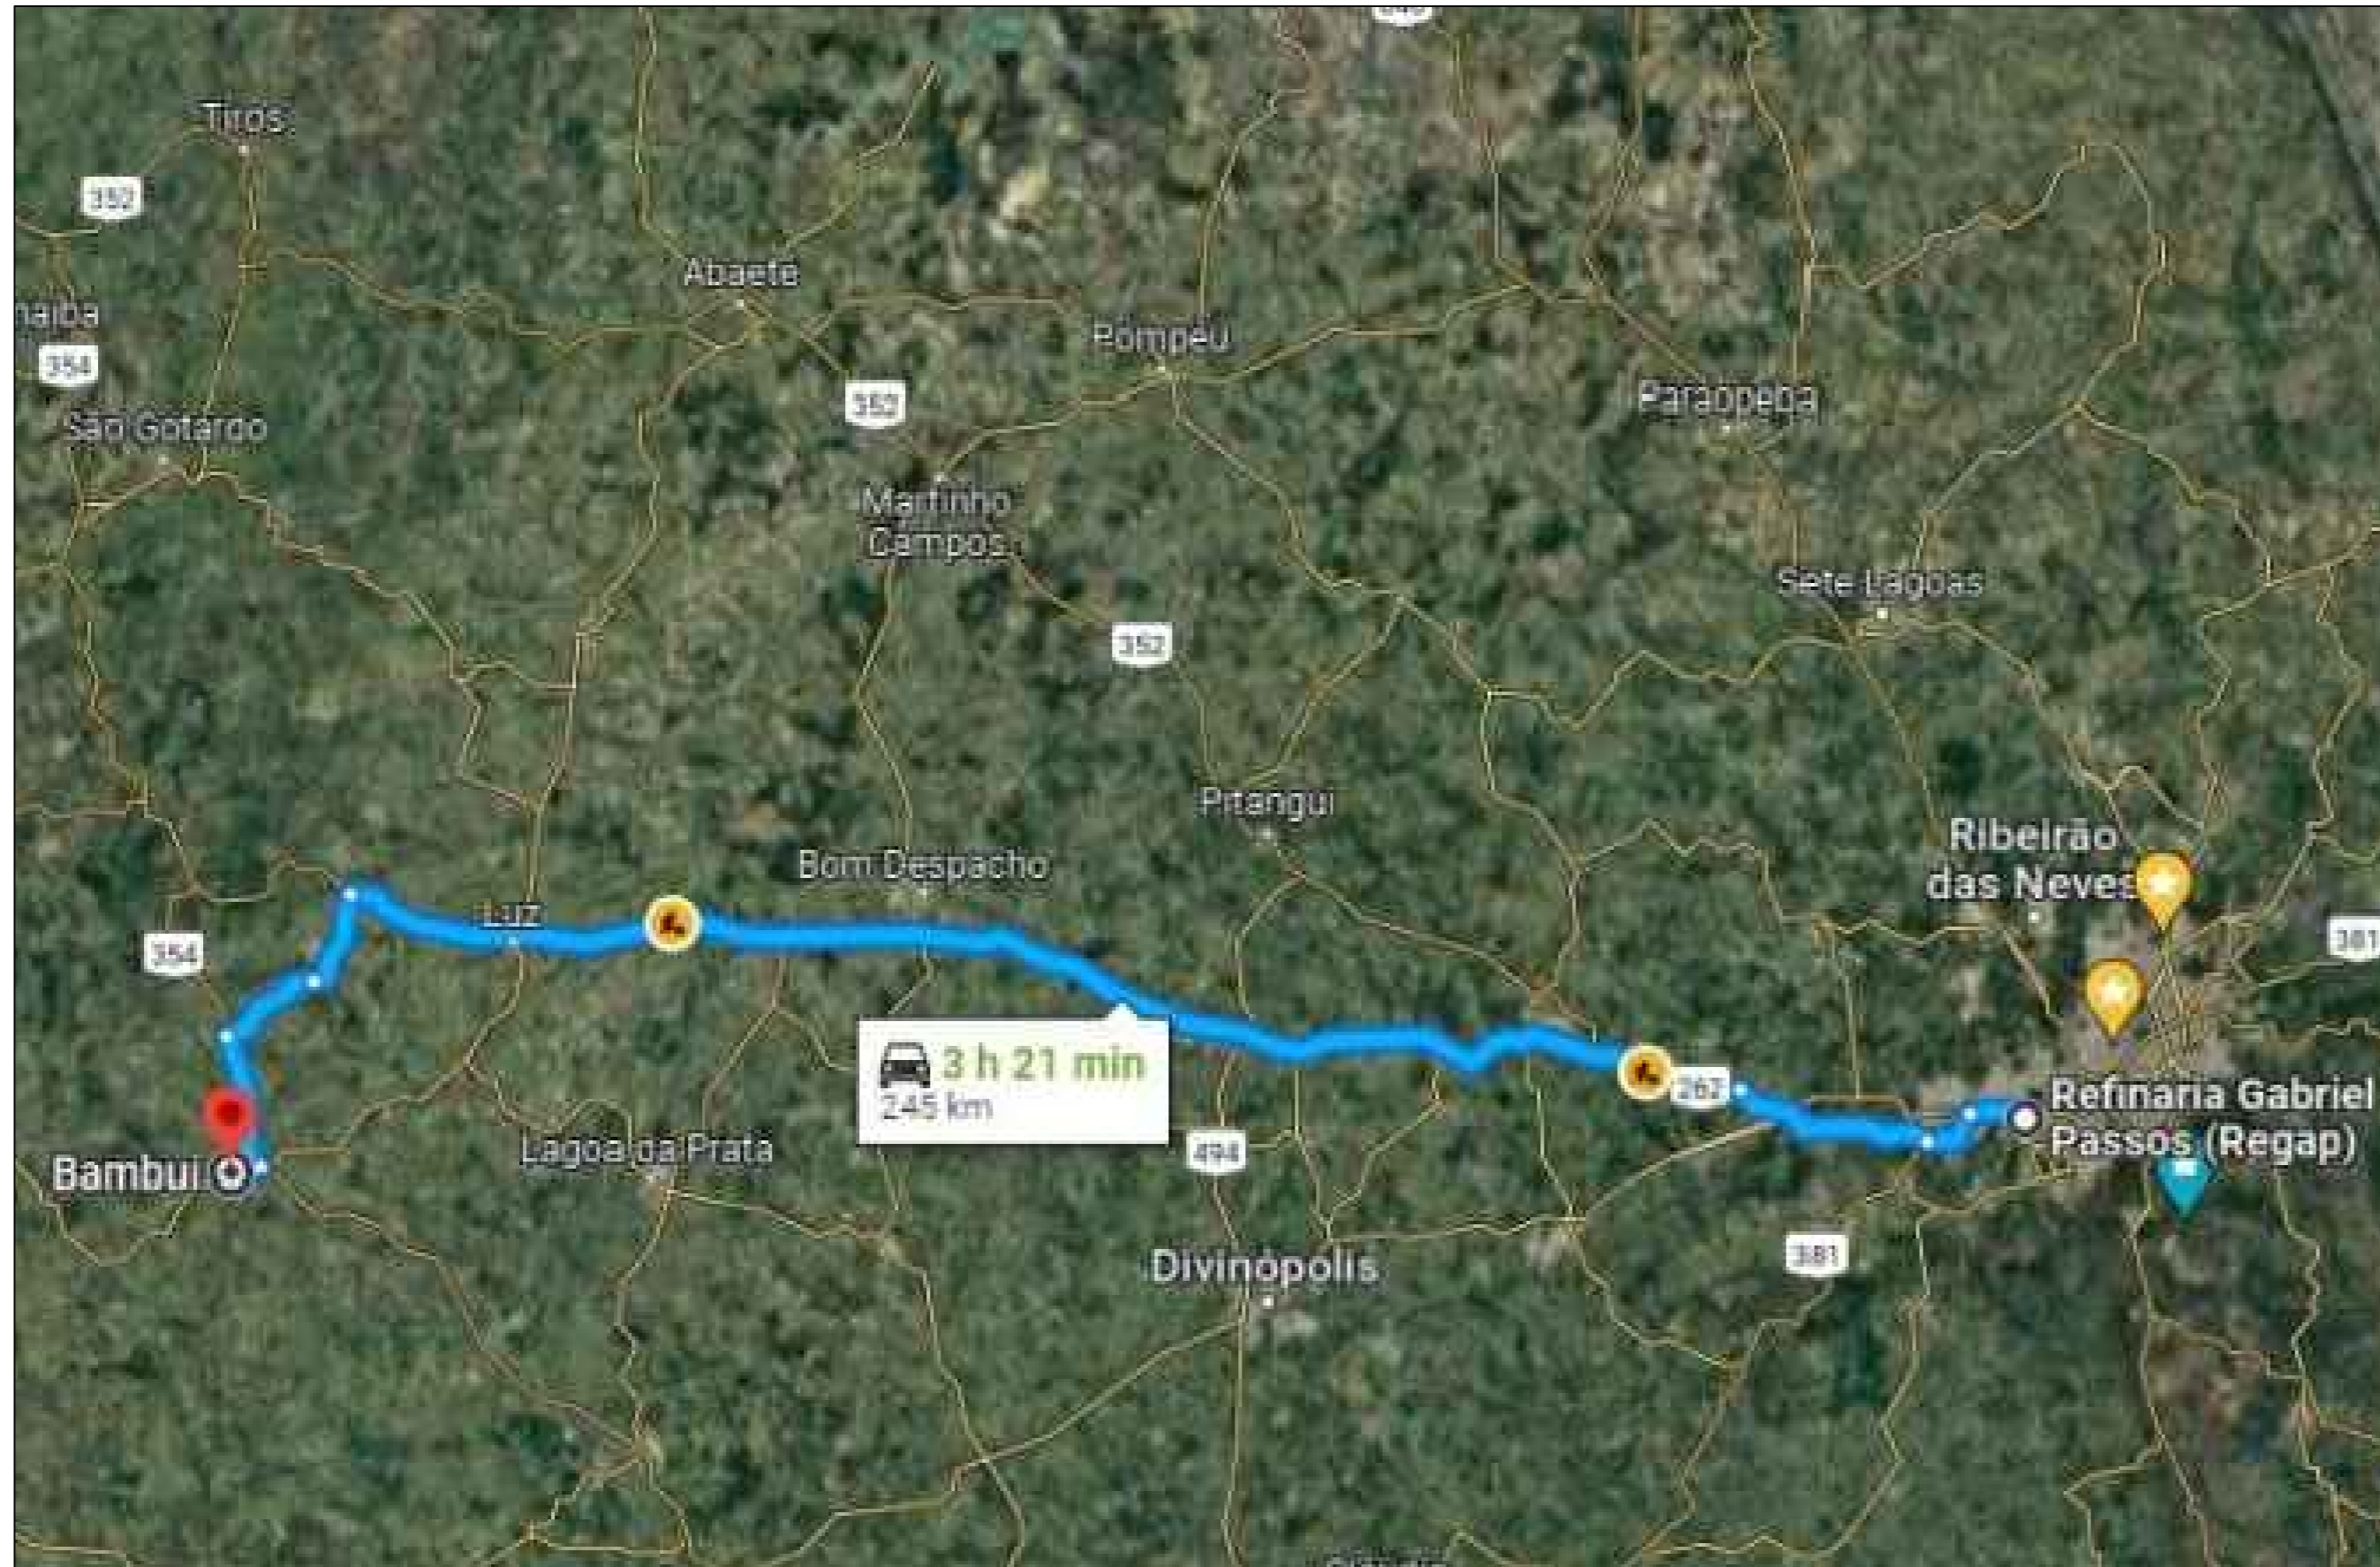 Tiros
352
Abaeté
354
Pompéu
352
São Gotardo
Paraopeba
Martinho
Campos
Sete Lagoas
352
Pitangui
Ribeirão
das Neves
Bom Despacho
Luz
354
381
3 h 21 min
245 km
262
Refinaria Gabriel
Passos (Regap)
Lagoa da Prata
494
Bambuí
381
Divinópolis